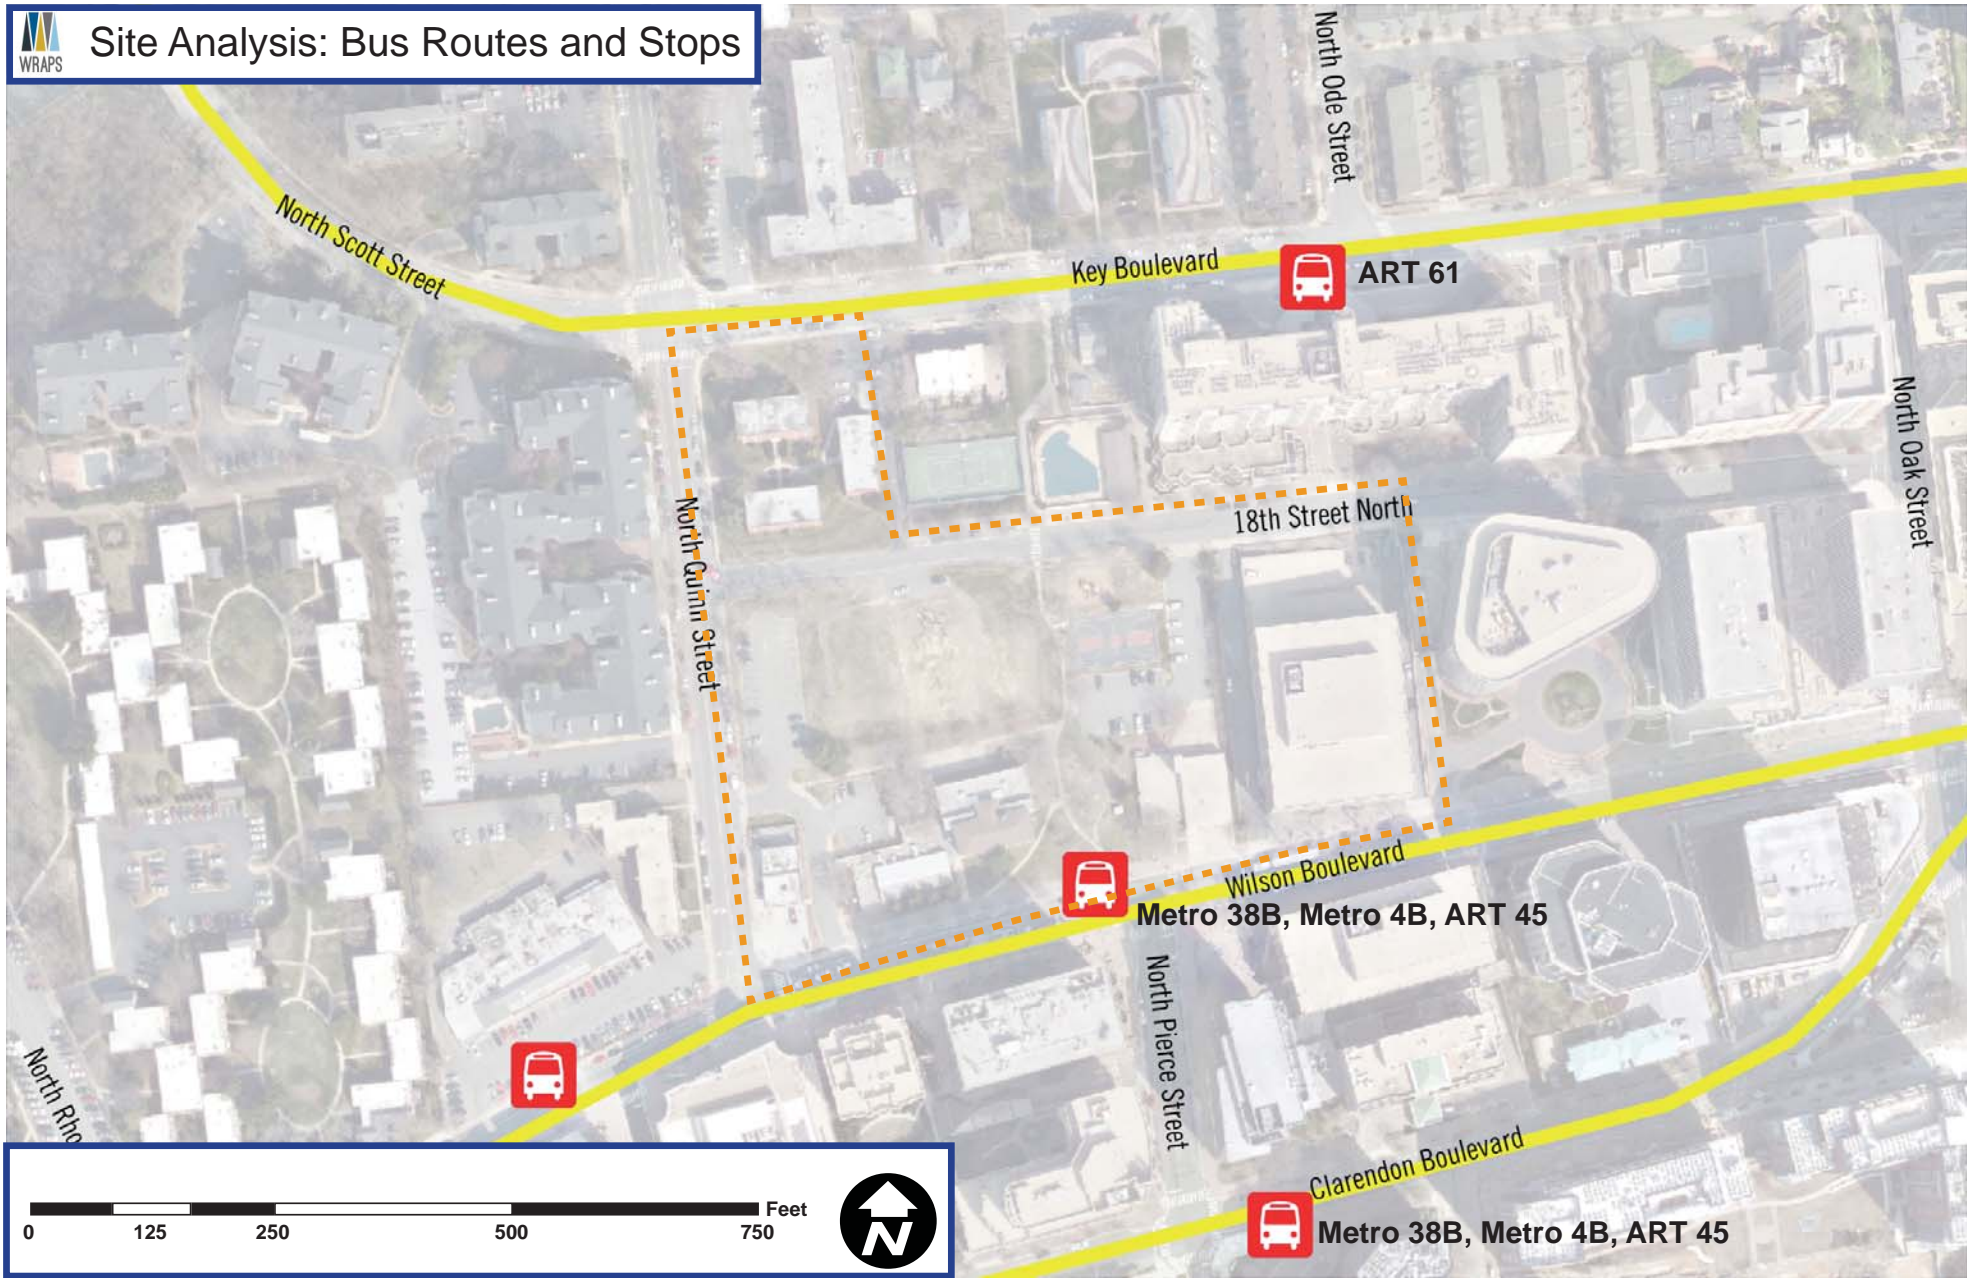 WRAPS
Site Analysis: Bus Routes and Stops
North Ode Street
North Scott Street
Key Boulevard
ART 61
North Oak Street
18th Street North
North Quinn Street
Wilson Boulevard
Metro 38B, Metro 4B, ART 45
North Pierce Street
North Rho
Clarendon Boulevard
Metro 38B, Metro 4B, ART 45
Feet
0 125 250 500 750
N